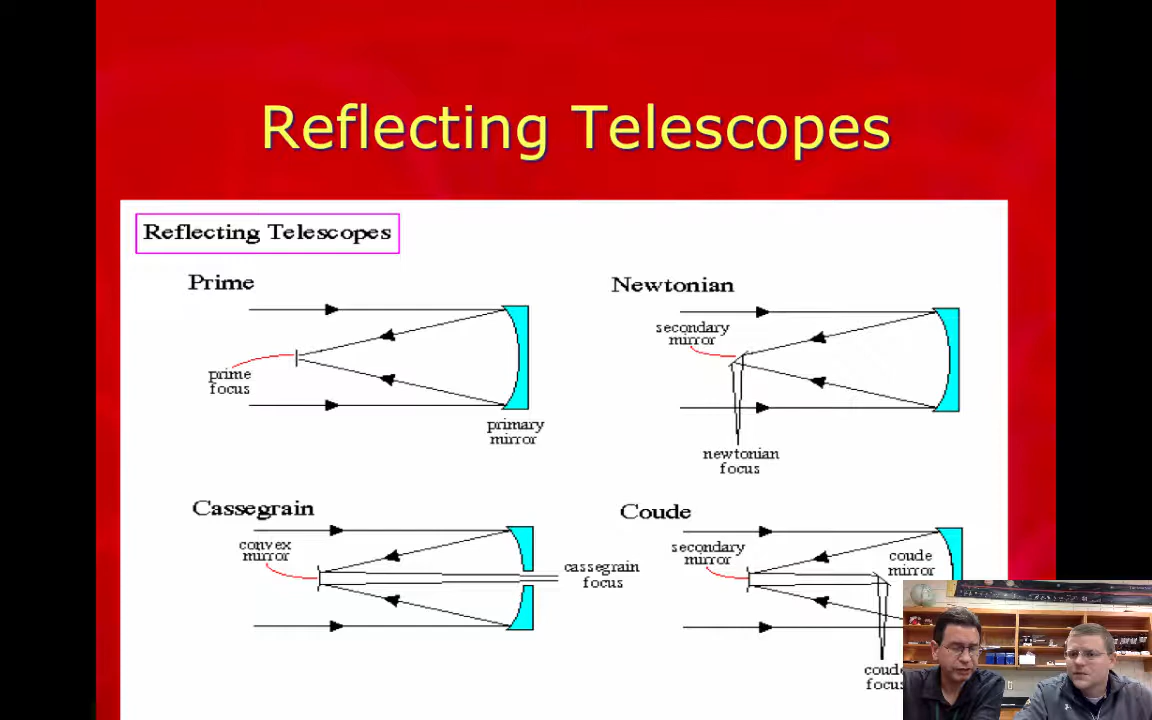 Reflecting Telescopes
Reflecting Telescopes
Prime
prime
focus
primary
mirror
Newtonian
secondary
mirror
newtonian
focus
Cassegrain
convex
mirror
cassegrain
focus
Coude
secondary
mirror
coude
mirror
coude
focus